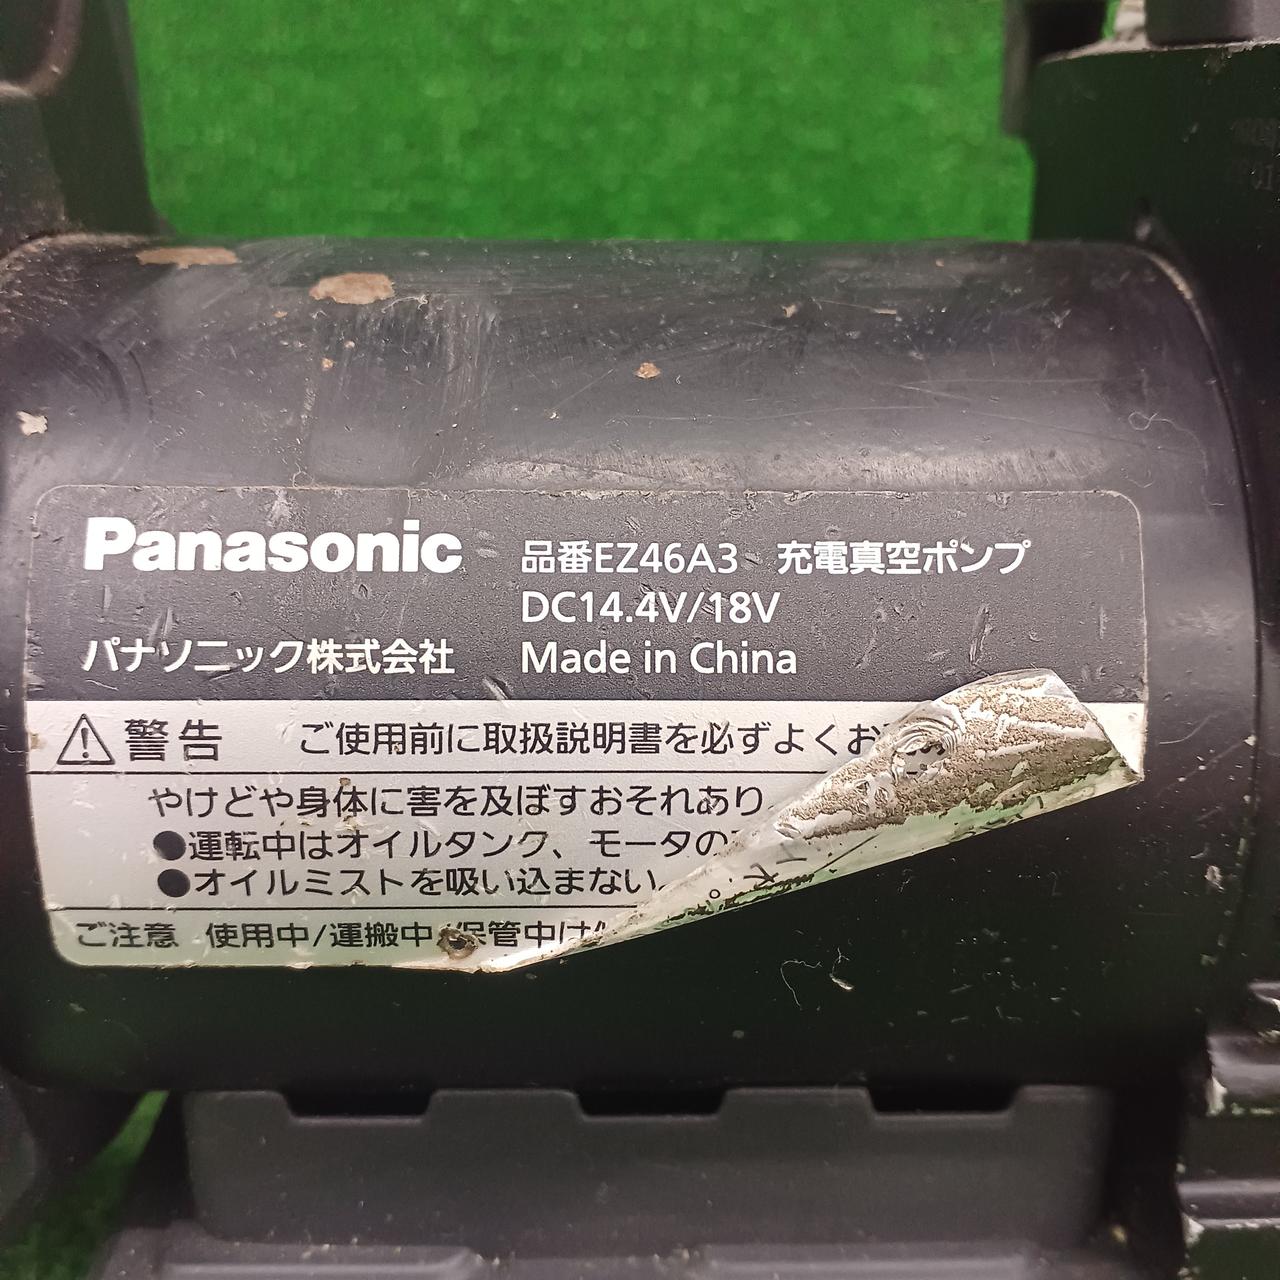 Panasonic
品番EZ46A3 充電真空ポンプ
DC14.4V/18V
パナソニック株式会社
Made in China
警告 ご使用前に取扱説明書を必ずよくお
やけどや身体に害を及ぼすおそれあり
●運転中はオイルタンク、モータの
●オイルミストを吸い込まない。
ご注意 使用中/運搬中/保管中は